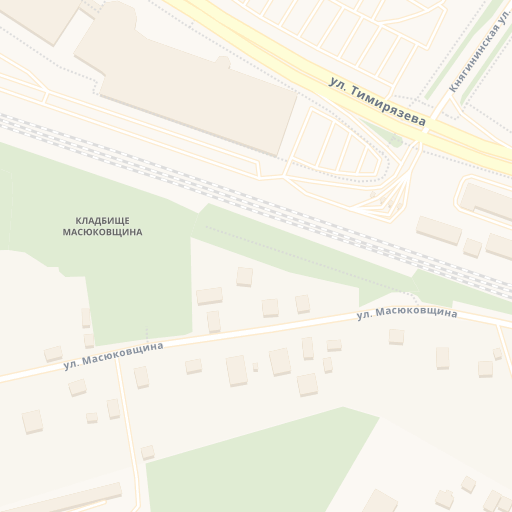 ул. Тимирязева
Княгининская ул.
КЛАДБИЩЕ
МАСЮКОВЩИНА
ул. Масюковщина
ул. Масюковщина